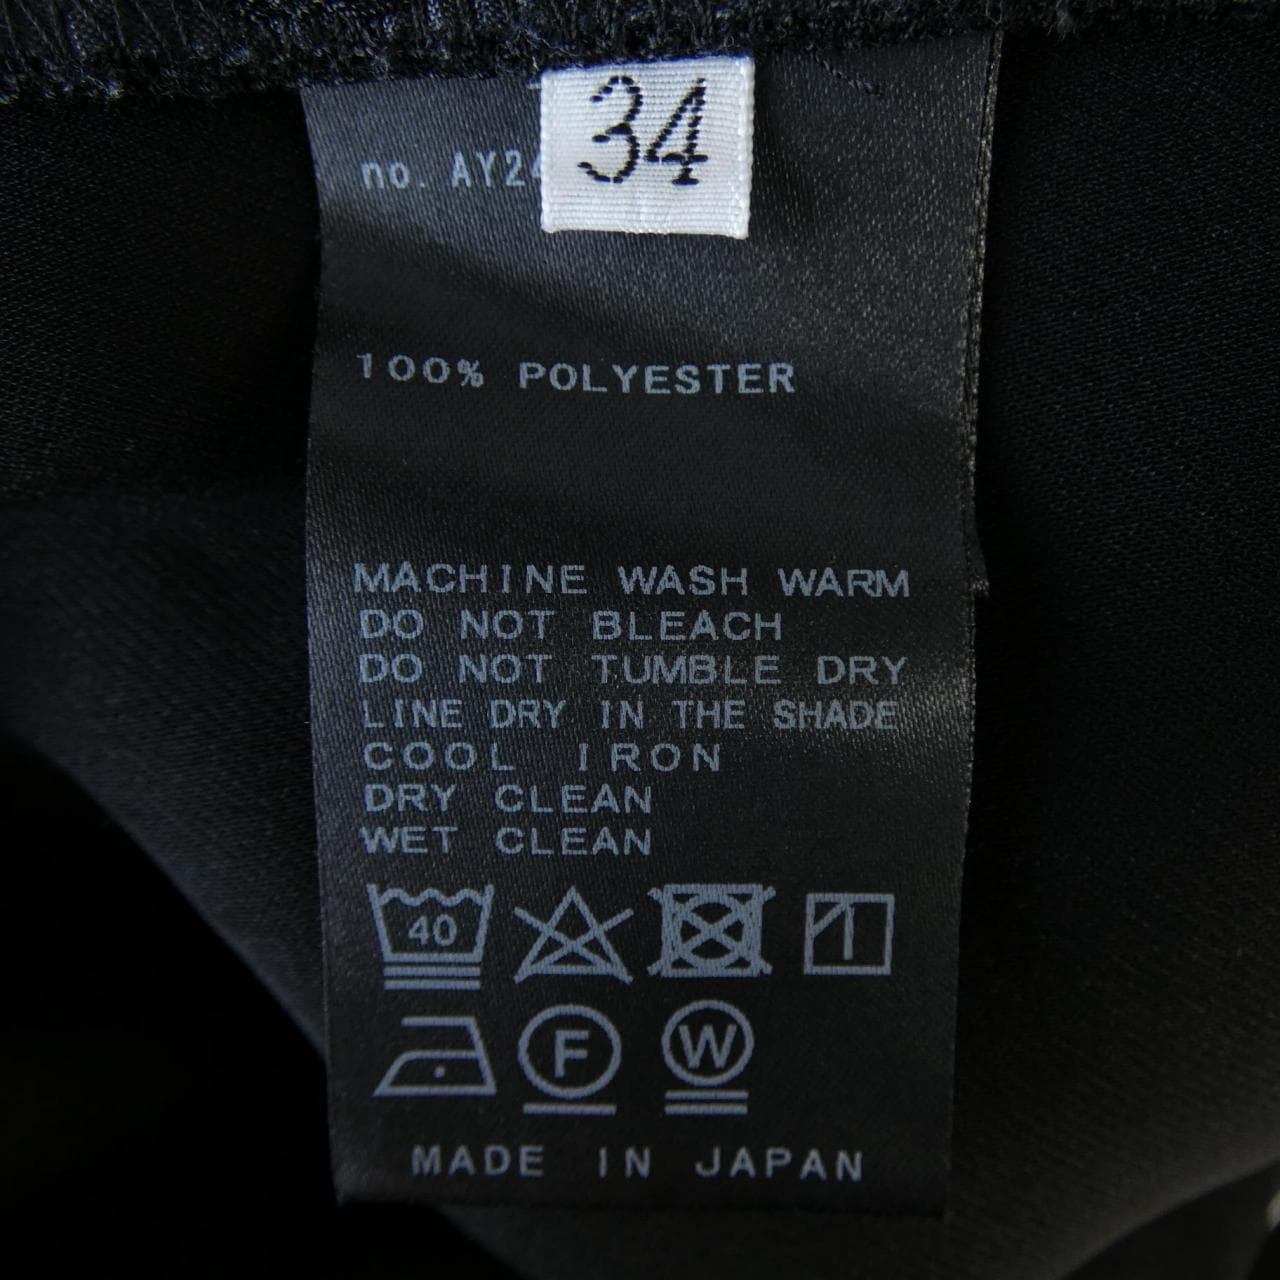 34
no. AY24
100% POLYESTER
MACHINE WASH WARM
DO NOT BLEACH
DO NOT TUMBLE DRY
LINE DRY IN THE SHADE
COOL IRON
DRY CLEAN
WET CLEAN
40
F W
MADE IN JAPAN